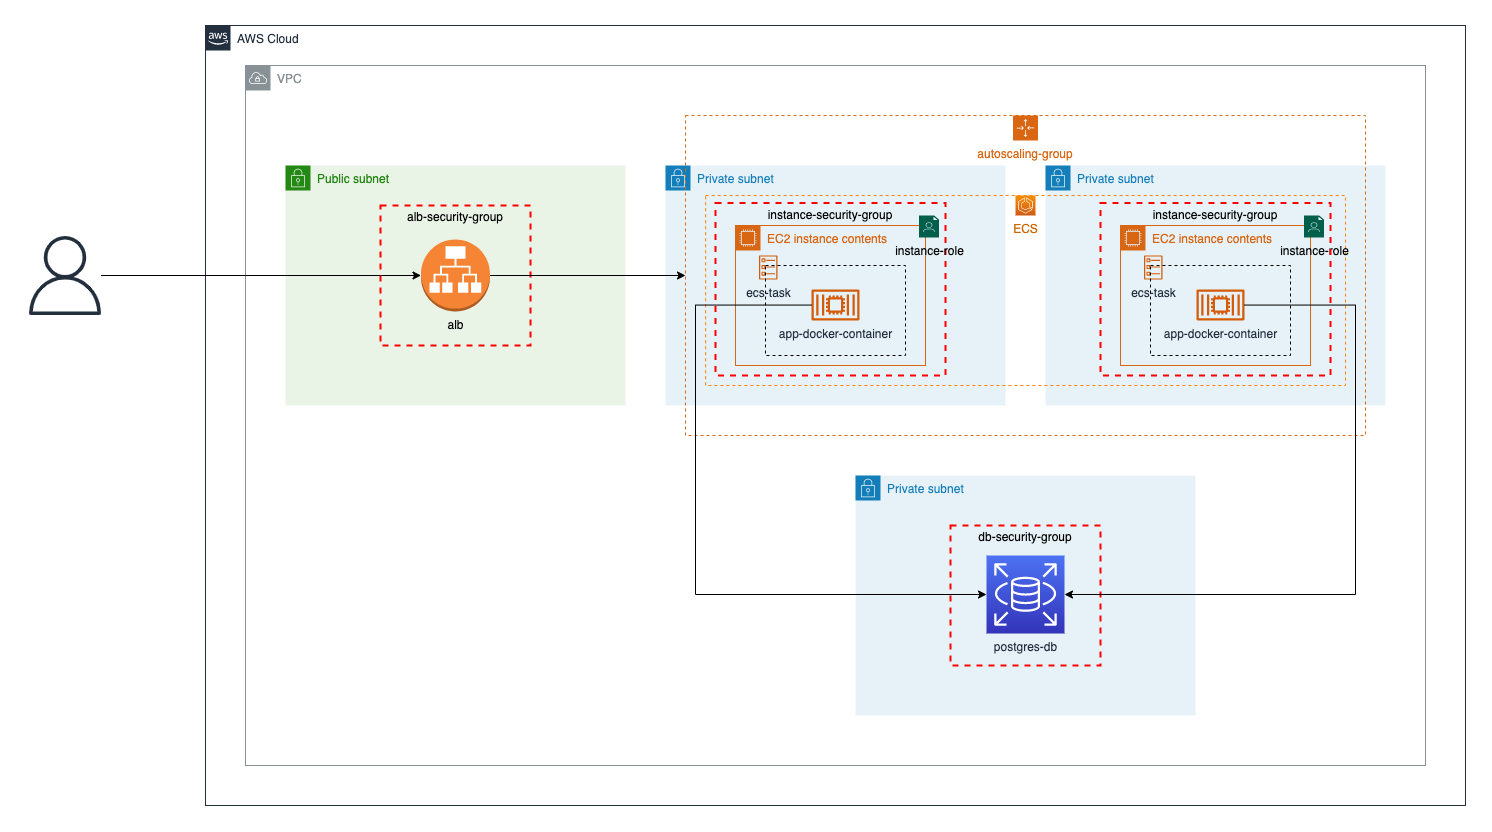 aws
AWS Cloud
VPC
autoscaling-group
Public subnet
Private subnet
Private subnet
alb-security-group
alb
ECS
instance-security-group
EC2 instance contents
instance-role
ecs-task
app-docker-container
instance-security-group
EC2 instance contents
instance-role
ecs-task
app-docker-container
Private subnet
db-security-group
postgres-db